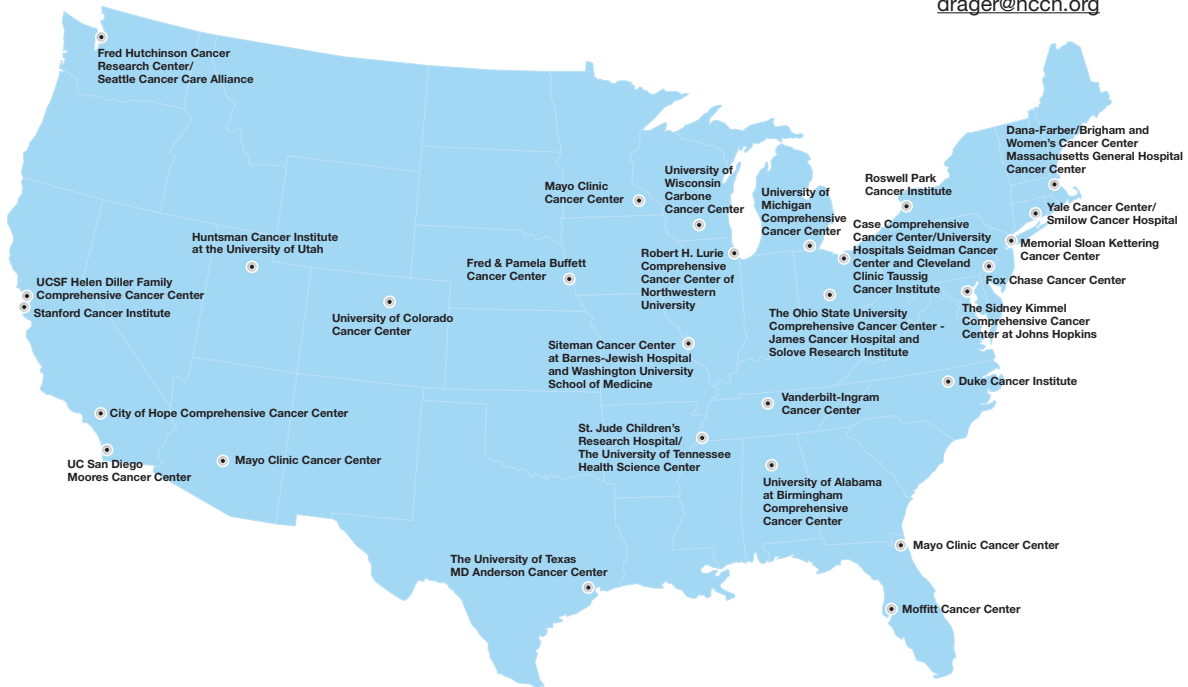 drager@nccn.org
Fred Hutchinson Cancer
Research Center/
Seattle Cancer Care Alliance
Dana-Farber/Brigham and
Women's Cancer Center
Massachusetts General Hospital
Cancer Center
University of
Wisconsin
Carbone
Cancer Center
Mayo Clinic
Cancer Center
University of
Michigan
Comprehensive
Cancer Center
Roswell Park
Cancer Institute
Yale Cancer Center/
Smilow Cancer Hospital
Case Comprehensive
Cancer Center/University
Hospitals Seidman Cancer
Center and Cleveland
Clinic Taussig
Cancer Institute
Memorial Sloan Kettering
Cancer Center
Huntsman Cancer Institute
at the University of Utah
Fred & Pamela Buffett
Cancer Center
Robert H. Lurie
Comprehensive
Cancer Center of
Northwestern
University
Fox Chase Cancer Center
UCSF Helen Diller Family
Comprehensive Cancer Center
Stanford Cancer Institute
University of Colorado
Cancer Center
The Ohio State University
Comprehensive Cancer Center -
James Cancer Hospital and
Solove Research Institute
The Sidney Kimmel
Comprehensive Cancer
Center at Johns Hopkins
Siteman Cancer Center
at Barnes-Jewish Hospital
and Washington University
School of Medicine
Duke Cancer Institute
Vanderbilt-Ingram
Cancer Center
City of Hope Comprehensive Cancer Center
St. Jude Children's
Research Hospital/
The University of Tennessee
Health Science Center
UC San Diego
Moores Cancer Center
Mayo Clinic Cancer Center
University of Alabama
at Birmingham
Comprehensive
Cancer Center
Mayo Clinic Cancer Center
The University of Texas
MD Anderson Cancer Center
Moffitt Cancer Center